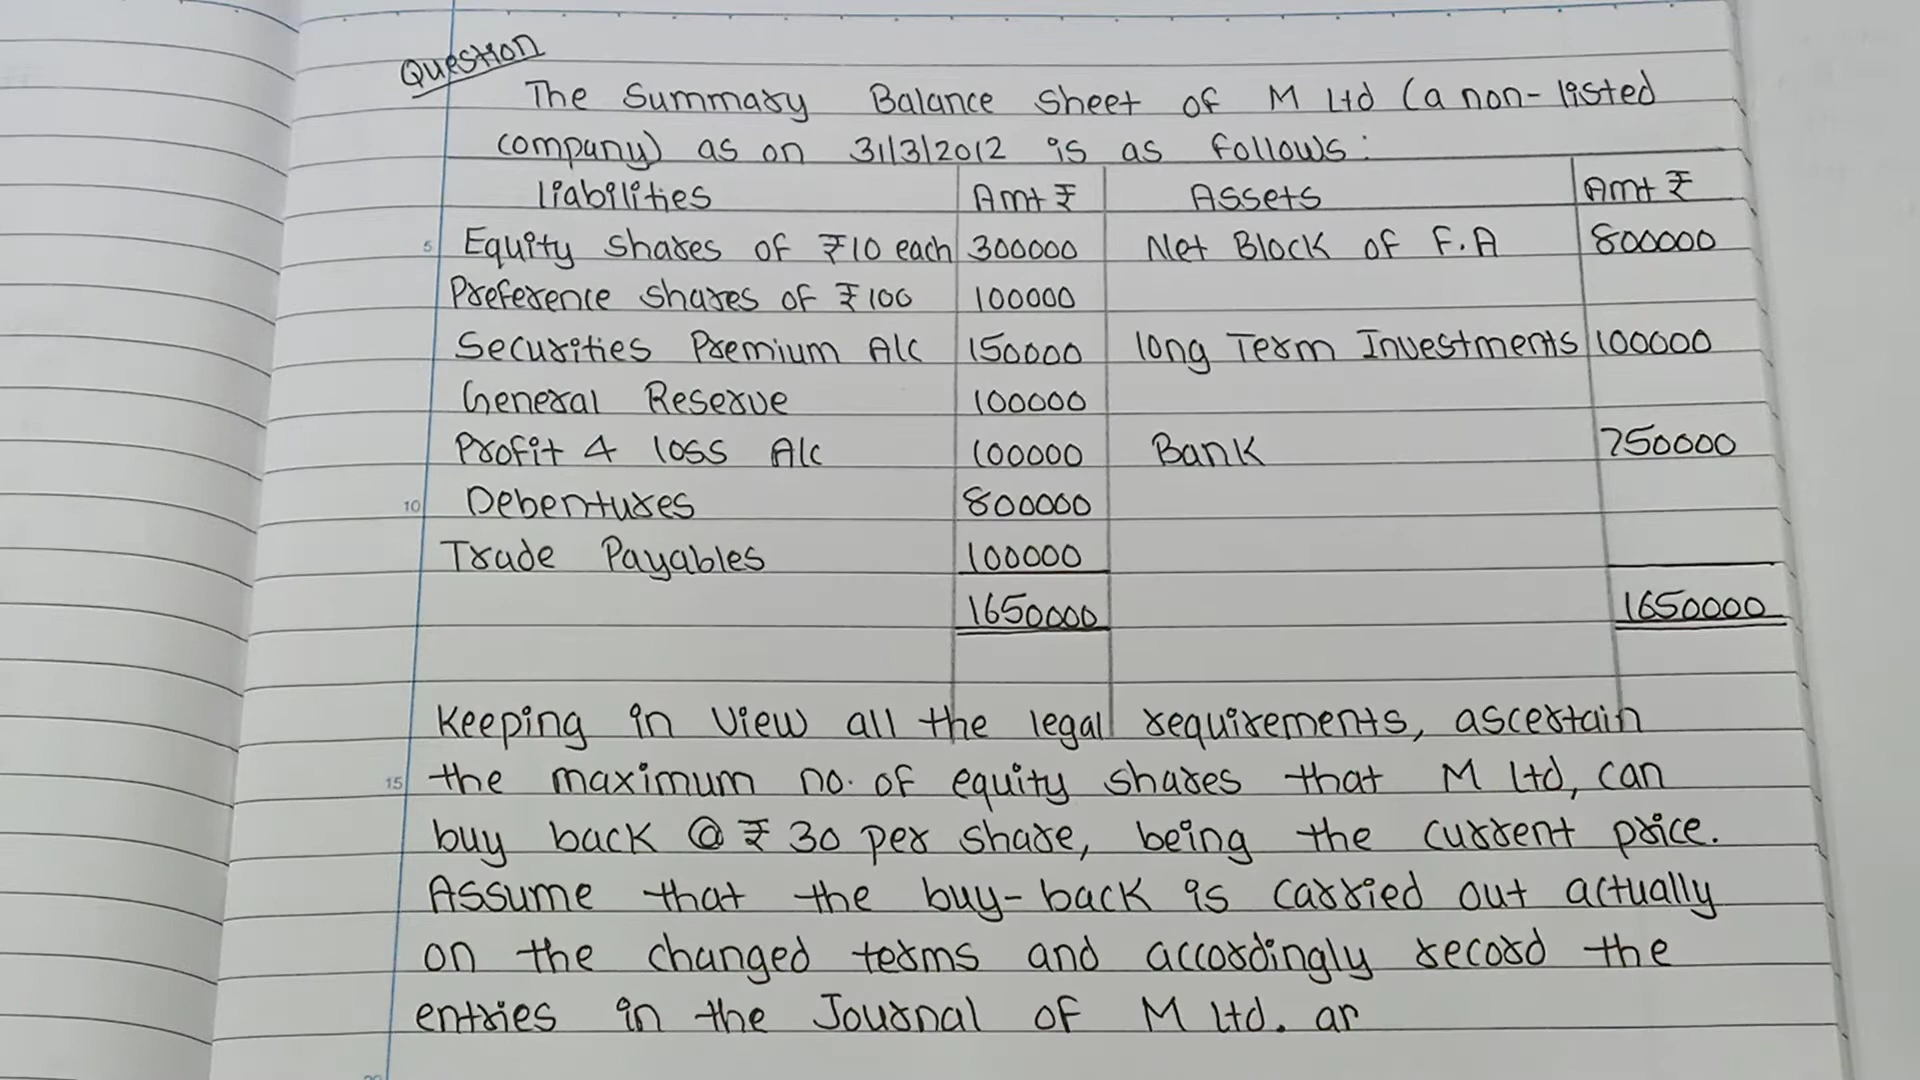 Question
The Summary Balance Sheet of M Ltd (a non-listed
company) as on 31/3/2012 is as follows:
Liabilities Amt ₹ Assets Amt ₹
5 Equity Shares of ₹10 each 300000 Net Block of F.A 800000
Preference Shares of ₹100 100000
Securities Premium A/c 150000 Long Term Investments 100000
General Reserve 100000
Profit & Loss A/c 100000 Bank 750000
10 Debentures 800000
Trade Payables 100000
1650000 1650000
Keeping in view all the legal requirements, ascertain
15 the maximum no. of equity shares that M Ltd, can
buy back @ ₹ 30 per share, being the current price.
Assume that the buy-back is carried out actually
on the changed terms and accordingly record the
entries in the Journal of M Ltd. ar